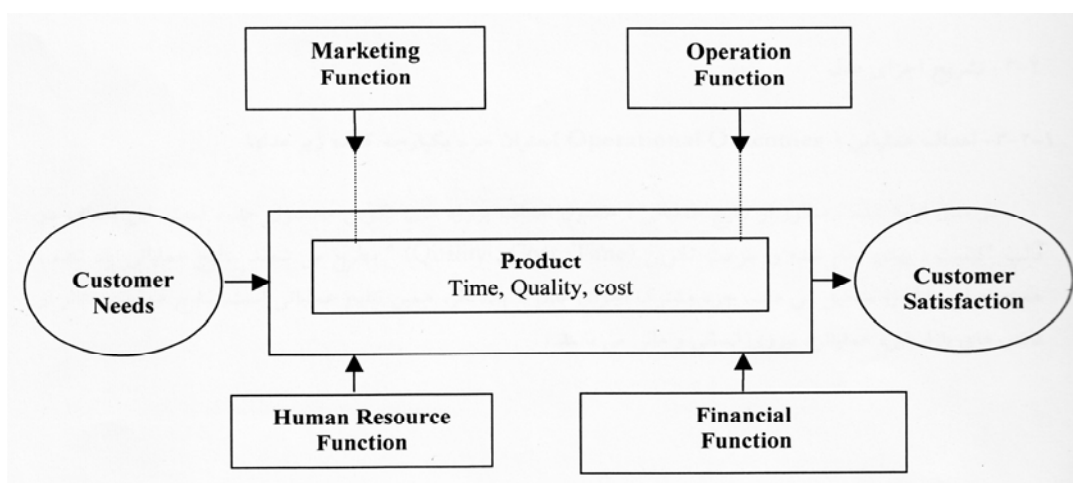 Marketing
Function
Operation
Function
Customer
Needs
Product
Time, Quality, cost
Customer
Satisfaction
Human Resource
Function
Financial
Function